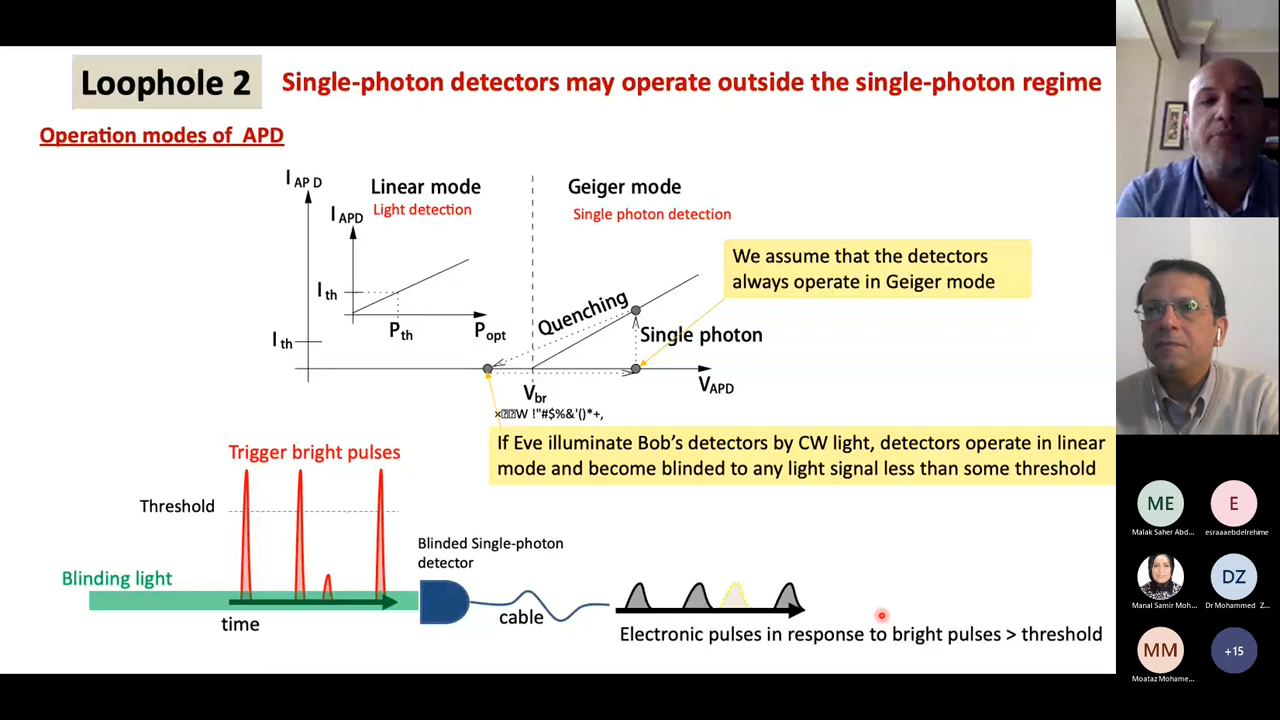 Loophole 2
Single-photon detectors may operate outside the single-photon regime
Operation modes of APD
I APD
Linear mode
Light detection
Geiger mode
Single photon detection
I APD
I th
P th
P opt
I th
Quenching
Single photon
V br
V APD
We assume that the detectors
always operate in Geiger mode
W !"#$%&'()*+,
If Eve illuminate Bob's detectors by CW light, detectors operate in linear
mode and become blinded to any light signal less than some threshold
Trigger bright pulses
Threshold
Blinding light
time
Blinded Single-photon
detector
cable
Electronic pulses in response to bright pulses > threshold
ME
Malak Saher Abd...
E
esraaaebdelrehime
Manal Samir Moh...
DZ
Dr Mohammed Z...
MM
Moataz Mohame...
+15